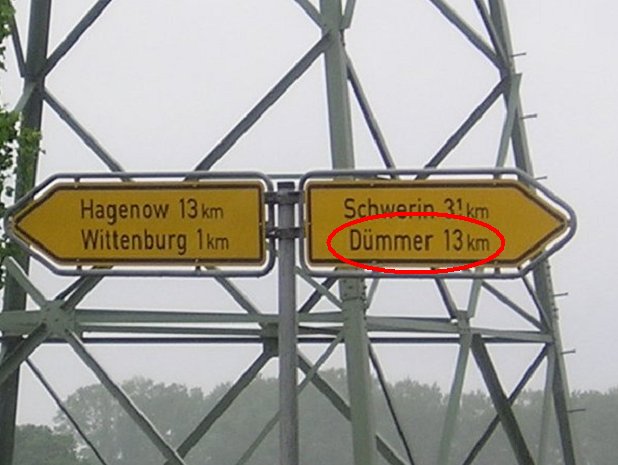 Hagenow 13 km
Wittenburg 1 km
Schwerin 31 km
Dümmer 13 km